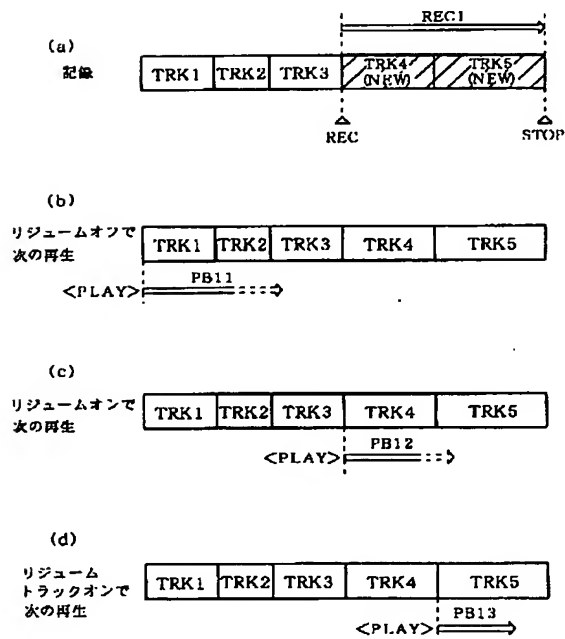 REC1
(a)
記録
TRK1 TRK2 TRK3 TRK4 (NEW) TRK5 (NEW)
REC STOP
(b)
リジュームオンで
次の再生
TRK1 TRK2 TRK3 TRK4 TRK5
<PLAY> PB11
(c)
リジュームオンで
次の再生
TRK1 TRK2 TRK3 TRK4 TRK5
<PLAY> PB12
(d)
リジューム
トラックオンで
次の再生
TRK1 TRK2 TRK3 TRK4 TRK5
<PLAY> PB13